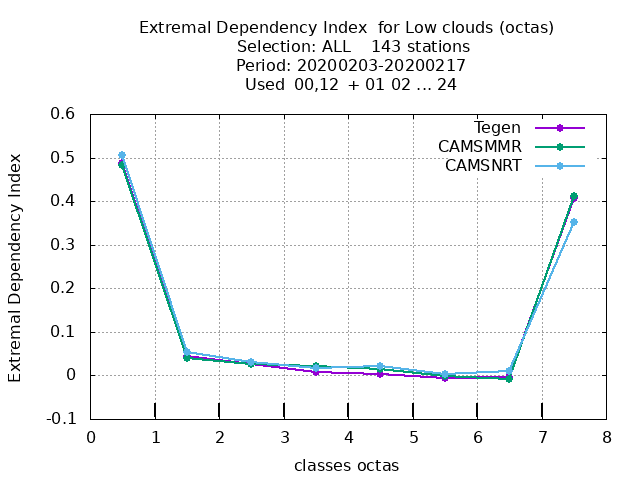 Extremal Dependency Index  for Low clouds (octas)
Selection: ALL    143 stations
Period: 20200203-20200217
Used  00,12  + 01 02 ... 24
Tegen
CAMSMMR
CAMSNRT
Extremal Dependency Index
0.6
0.5
0.4
0.3
0.2
0.1
0
-0.1
0 1 2 3 4 5 6 7 8
classes octas